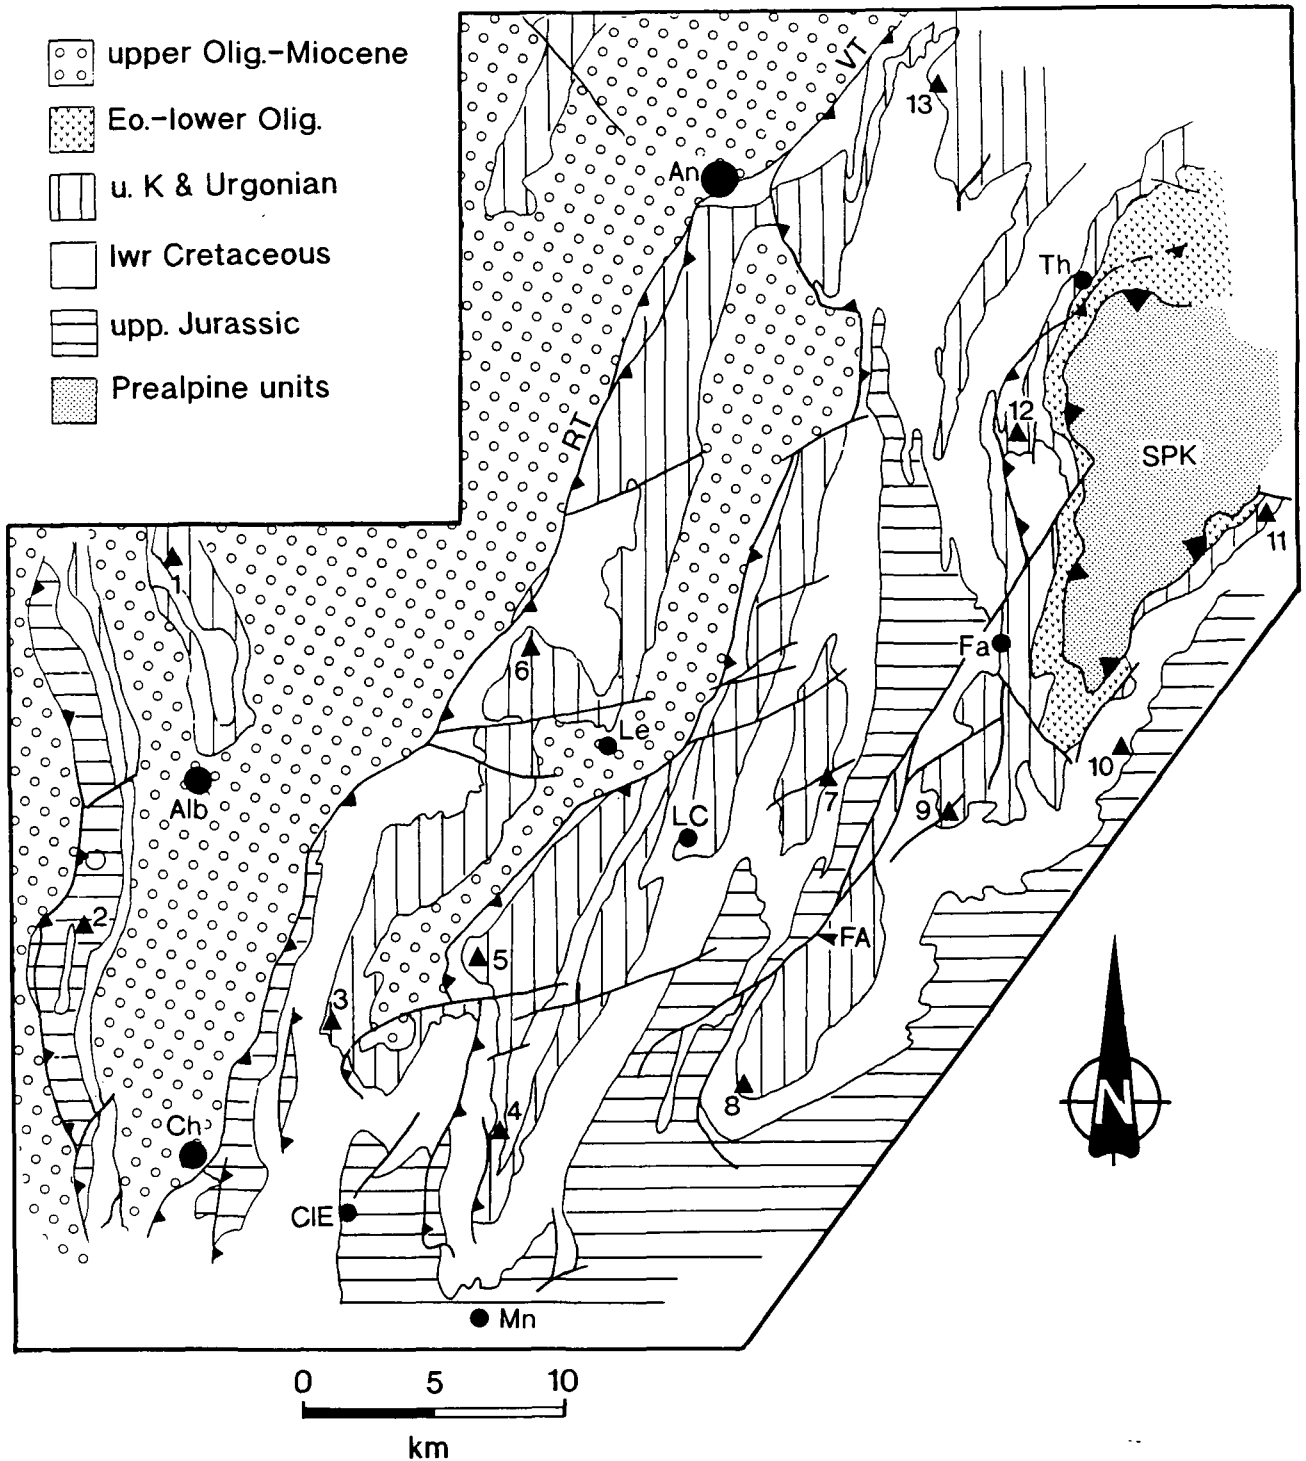 upper Olig.-Miocene
Eo.-lower Olig.
u. K & Urgonian
lwr Cretaceous
upp. Jurassic
Prealpine units
VT
13
An
Th
RT
12
SPK
11
1
6
Fa
Le
10
Alb
7
9
LC
2
FA
5
3
8
4
Ch
N
ClE
Mn
0 5 10
km